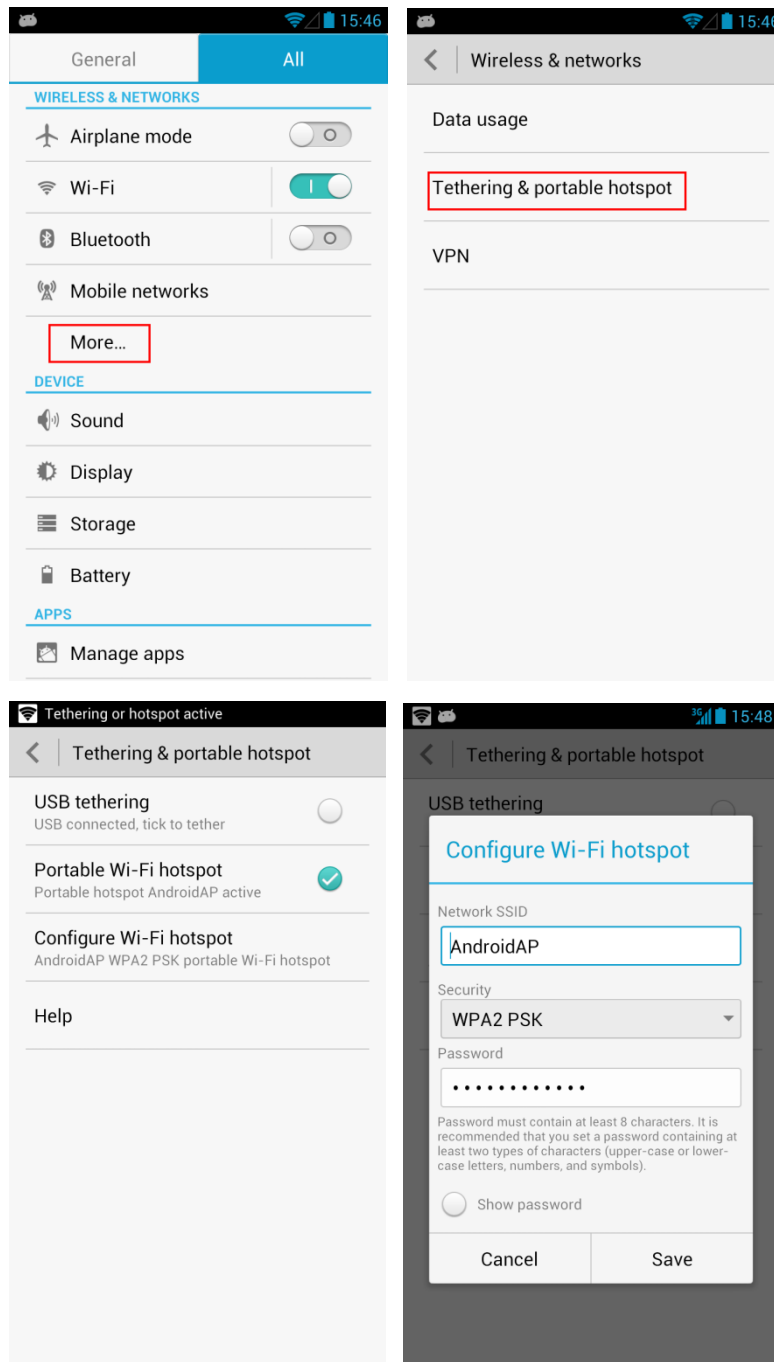 15:46
General
All
WIRELESS & NETWORKS
Airplane mode
Wi-Fi
Bluetooth
Mobile networks
More...
DEVICE
Sound
Display
Storage
Battery
APPS
Manage apps
15:46
Wireless & networks
Data usage
Tethering & portable hotspot
VPN
Tethering or hotspot active
Tethering & portable hotspot
USB tethering
USB connected, tick to tether
Portable Wi-Fi hotspot
Portable hotspot AndroidAP active
Configure Wi-Fi hotspot
AndroidAP WPA2 PSK portable Wi-Fi hotspot
Help
3G 15:48
Tethering & portable hotspot
USB tethering
Configure Wi-Fi hotspot
Network SSID
AndroidAP
Security
WPA2 PSK
Password
••••••••••••
Password must contain at least 8 characters. It is
recommended that you set a password containing at
least two types of characters (upper-case or lower-
case letters, numbers, and symbols).
Show password
Cancel
Save